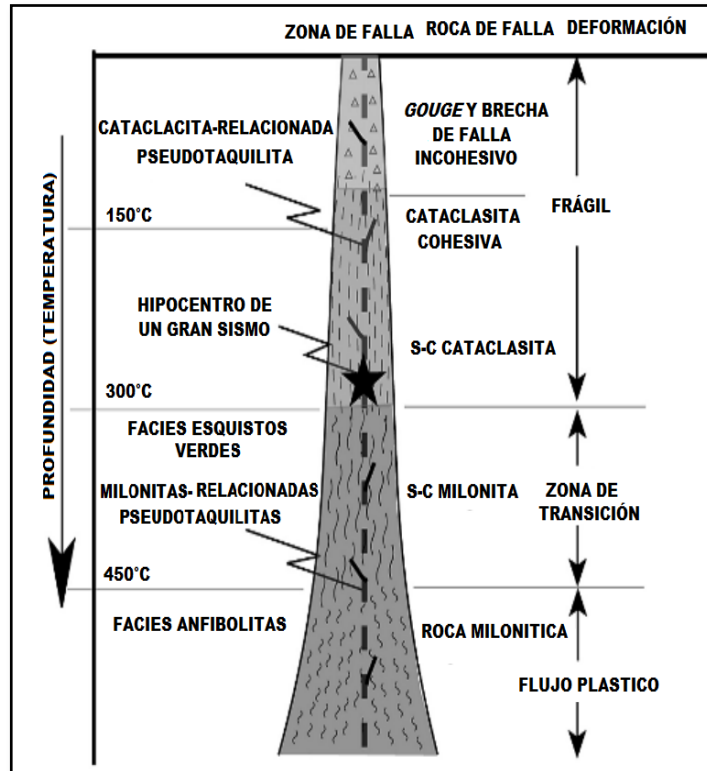 ZONA DE FALLA ROCA DE FALLA DEFORMACIÓN
GOUGE Y BRECHA
DE FALLA
INCOHESIVO
CATACLACITA-RELACIONADA
PSEUDOTAQUILITA
FRÁGIL
150°C
CATACLASITA
COHESIVA
HIPOCENTRO DE
UN GRAN SISMO
S-C CATACLASITA
300°C
FACIES ESQUISTOS
VERDES
MILONITAS-RELACIONADAS
PSEUDOTAQUILITAS
S-C MILONITA
ZONA DE
TRANSICIÓN
450°C
FACIES ANFIBOLITAS
ROCA MILONITICA
FLUJO PLASTICO
PROFUNDIDAD (TEMPERATURA)